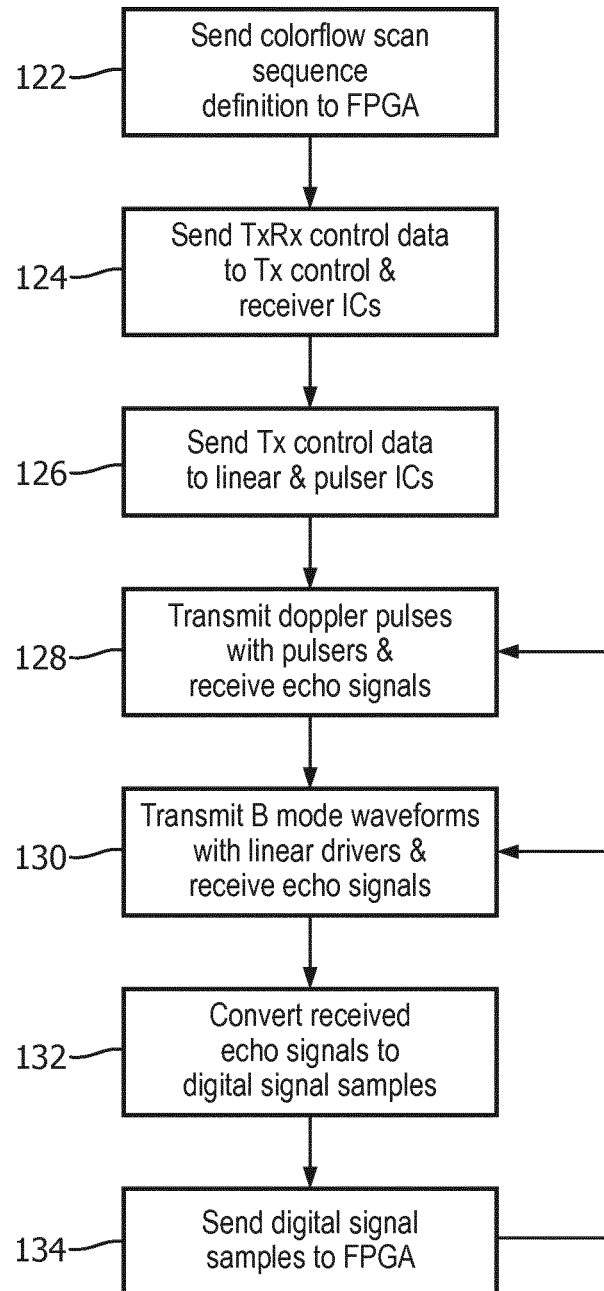 122
Send colorflow scan
sequence
definition to FPGA
124
Send TxRx control data
to Tx control &
receiver ICs
126
Send Tx control data
to linear & pulser ICs
128
Transmit doppler pulses
with pulsers &
receive echo signals
130
Transmit B mode waveforms
with linear drivers &
receive echo signals
132
Convert received
echo signals to
digital signal samples
134
Send digital signal
samples to FPGA